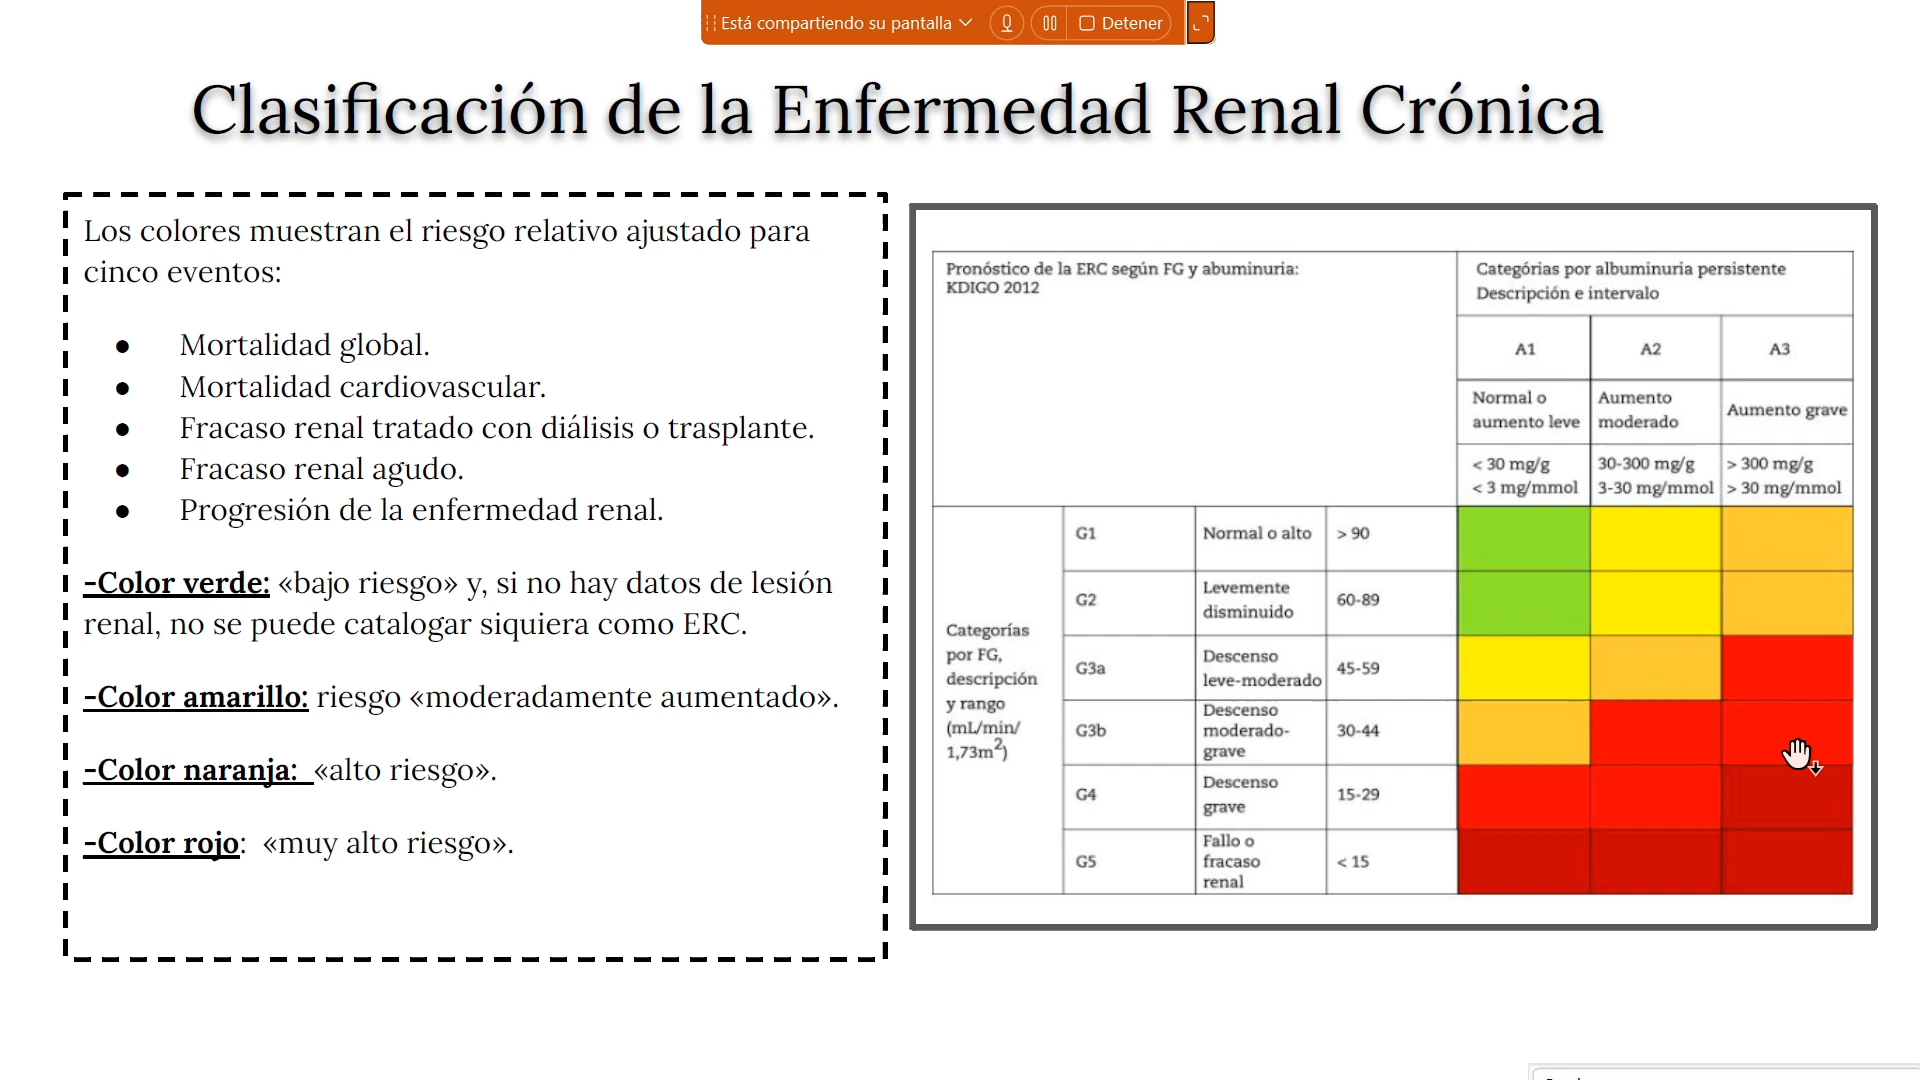 Está compartiendo su pantalla
Detener
Clasificación de la Enfermedad Renal Crónica
Los colores muestran el riesgo relativo ajustado para
cinco eventos:
● Mortalidad global.
● Mortalidad cardiovascular.
● Fracaso renal tratado con diálisis o trasplante.
● Fracaso renal agudo.
● Progresión de la enfermedad renal.
-Color verde: «bajo riesgo» y, si no hay datos de lesión
renal, no se puede catalogar siquiera como ERC.
-Color amarillo: riesgo «moderadamente aumentado».
-Color naranja: «alto riesgo».
-Color rojo: «muy alto riesgo».
Pronóstico de la ERC según FG y abuminuria:
KDIGO 2012
Categórias por albuminuria persistente
Descripción e intervalo
A1
A2
A3
Normal o
aumento leve
Aumento
moderado
Aumento grave
< 30 mg/g
< 3 mg/mmol
30-300 mg/g
3-30 mg/mmol
> 300 mg/g
> 30 mg/mmol
Categorías
por FG,
descripción
y rango
(mL/min/
1,73m²)
G1
Normal o alto
> 90
G2
Levemente
disminuido
60-89
G3a
Descenso
leve-moderado
45-59
G3b
Descenso
moderado-
grave
30-44
G4
Descenso
grave
15-29
G5
Fallo o
fracaso
renal
< 15